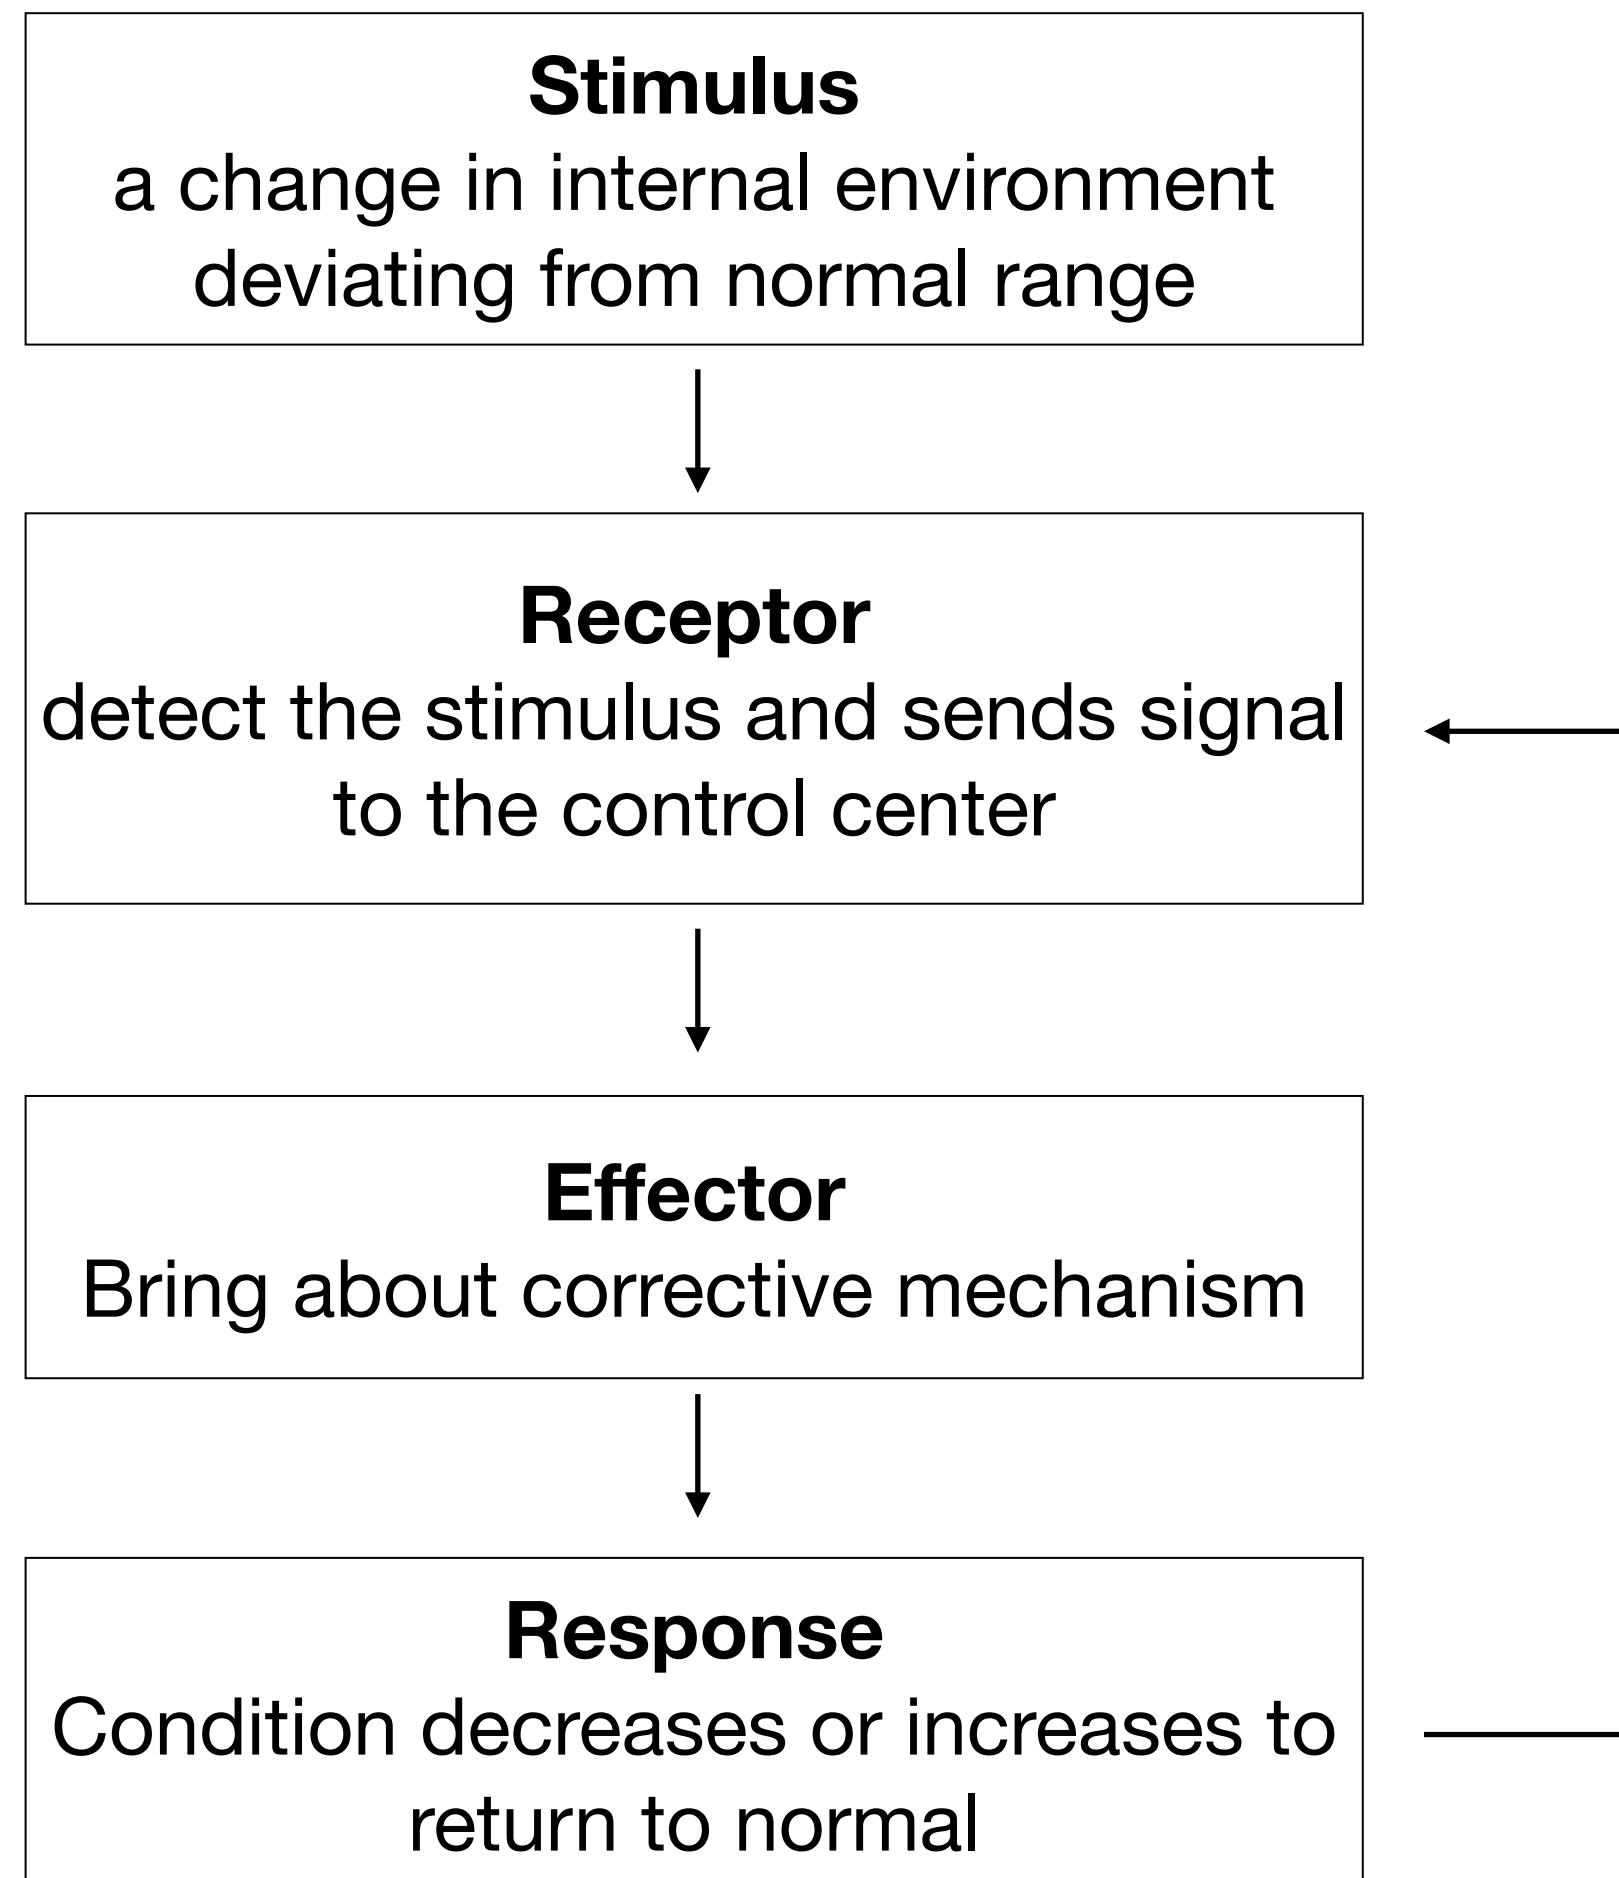 Stimulus
a change in internal environment
deviating from normal range
Receptor
detect the stimulus and sends signal
to the control center
Effector
Bring about corrective mechanism
Response
Condition decreases or increases to
return to normal